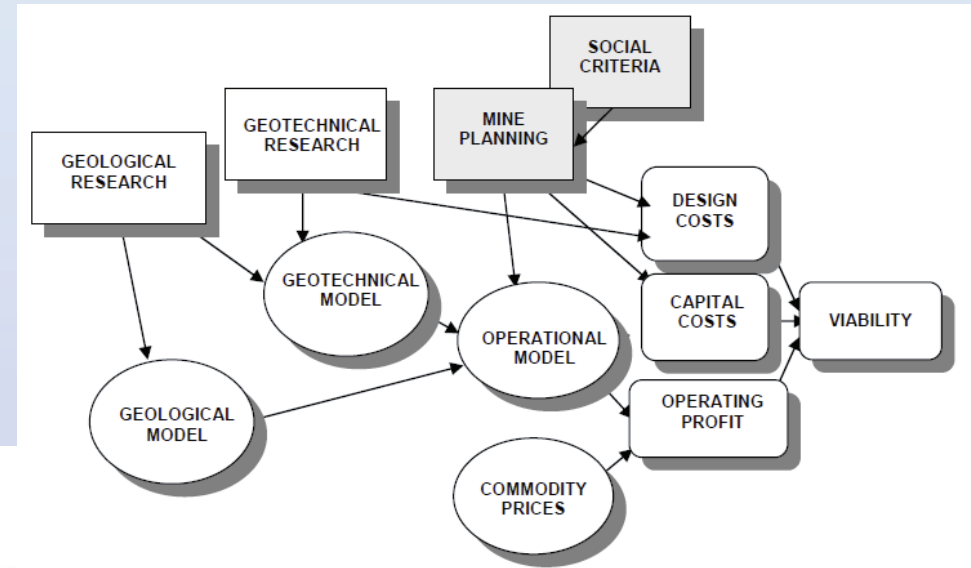 SOCIAL
CRITERIA
MINE
PLANNING
GEOTECHNICAL
RESEARCH
GEOLOGICAL
RESEARCH
DESIGN
COSTS
GEOTECHNICAL
MODEL
CAPITAL
COSTS
VIABILITY
OPERATIONAL
MODEL
OPERATING
PROFIT
GEOLOGICAL
MODEL
COMMODITY
PRICES